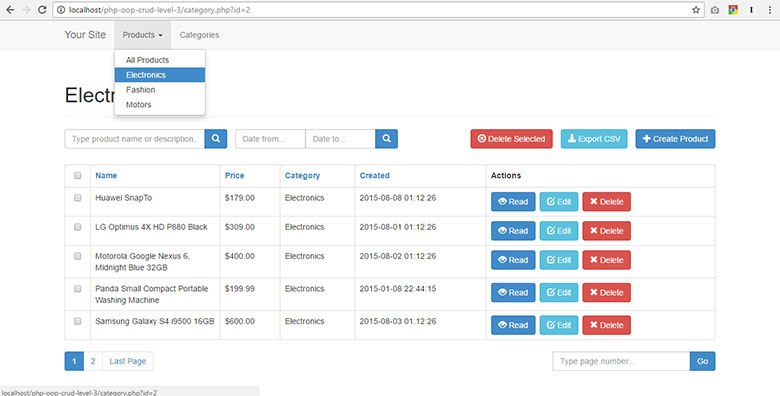 localhost/php-oop-crud-level-3/category.php?id=2
Your Site Products Categories
All Products
Electronics
Fashion
Motors
Electr
Type product name or description... Date from... Date to... Delete Selected Export CSV + Create Product
Name Price Category Created Actions
Huawei SnapTo $179.00 Electronics 2015-08-08 01:12:26 Read Edit Delete
LG Optimus 4X HD P880 Black $309.00 Electronics 2015-08-01 01:12:26 Read Edit Delete
Motorola Google Nexus 6, $400.00 Electronics 2015-08-02 01:12:26 Read Edit Delete
Midnight Blue 32GB
Panda Small Compact Portable $199.99 Electronics 2015-01-08 22:44:15 Read Edit Delete
Washing Machine
Samsung Galaxy S4 i9500 16GB $600.00 Electronics 2015-08-03 01:12:26 Read Edit Delete
1 2 Last Page Type page number... Go
localhost/php-oop-crud-level-3/category.php?id=2